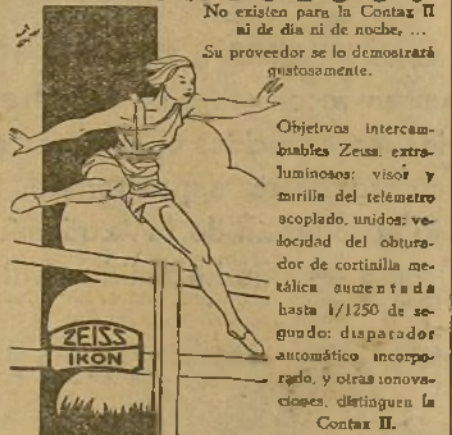 No existen para la Contax II
ni de día ni de noche, ...
Su proveedor se lo demostrará
gustosamente.
Objetivos intercam-
biables Zeiss, extra-
luminosos; visor y
mirilla del telémetro
acoplado, unidos; ve-
locidad del obtura-
dor de cortinilla me-
tálica aumentada
hasta 1/1250 de se-
gundo; disparador
automático incorpo-
rado, y otras innova-
ciones, distinguen la
Contax II.
ZEISS
IKON